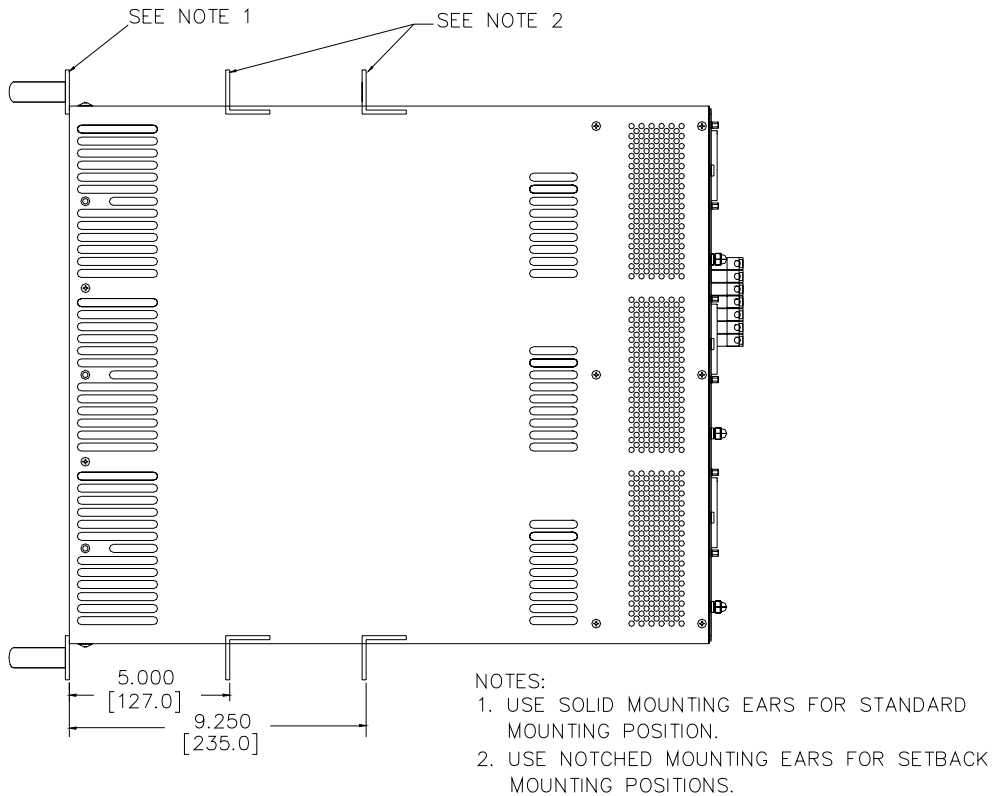 SEE NOTE 1
SEE NOTE 2
5.000
[127.0]
9.250
[235.0]
NOTES:
1. USE SOLID MOUNTING EARS FOR STANDARD
MOUNTING POSITION.
2. USE NOTCHED MOUNTING EARS FOR SETBACK
MOUNTING POSITIONS.